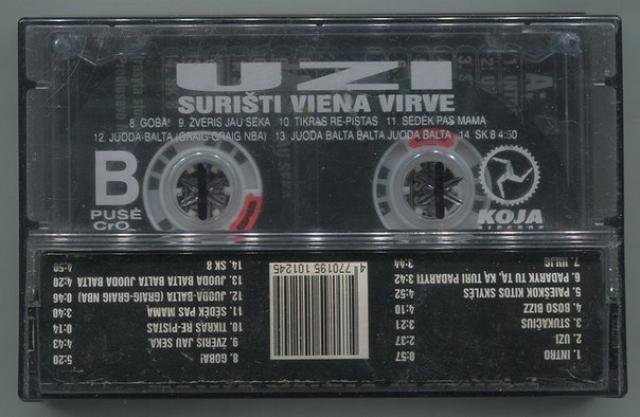 UZI
SURIŠTI VIENA VIRVE
8. GOBA! 9. ŽVERIS JAU SEKA 10. TIKRAS RE-PISTAS 11. SEDEK PAS MAMA
12. JUODA-BALTA (GRAIG-GRAIG NBA) 13. JUODA BALTA BALTA JUODA BALTA 14. SK 8 4:50
B
PUSĖ
CrO
KOJA
RECORDS
1. INTRO 0:57
2. UZI 2:37
3. STUKAČIUS 3:21
4. BOSO BIZZ 4:10
5. PAIEŠKOK KITOS SKYLĖS 4:52
6. PADARYK TU TĄ, KĄ TURI PADARYTI 3:42
7. 3:44
8. GOBA! 5:20
9. ŽVĖRIS JAU SEKA 4:43
10. TIKRAS RE-PISTAS 0:14
11. SĖDĖK PAS MAMA 3:40
12. JUODA-BALTA (GRAIG-GRAIG NBA) 0:46
13. JUODA BALTA BALTA JUODA BALTA 4:20
14. SK 8 4:50
4 770195 101245